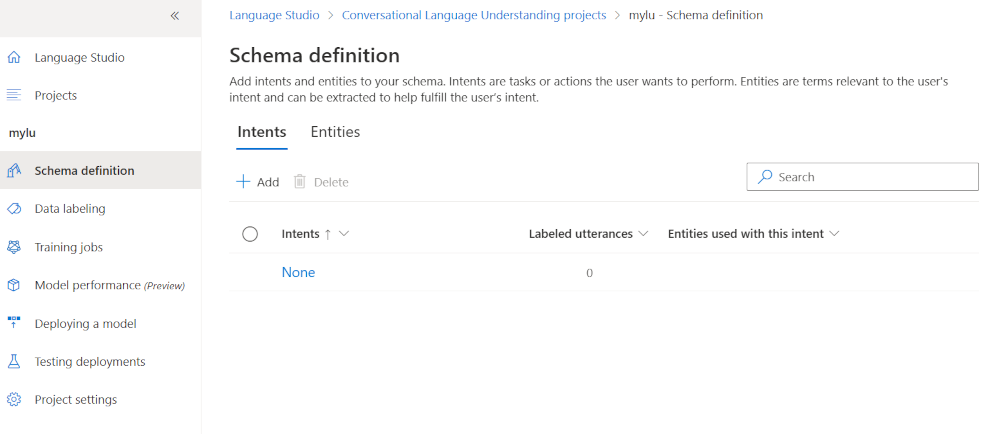 «
Language Studio
Projects
mylu
Schema definition
Data labeling
Training jobs
Model performance (Preview)
Deploying a model
Testing deployments
Project settings
Language Studio > Conversational Language Understanding projects > mylu - Schema definition
Schema definition
Add intents and entities to your schema. Intents are tasks or actions the user wants to perform. Entities are terms relevant to the user's
intent and can be extracted to help fulfill the user's intent.
Intents Entities
+ Add Delete Search
Intents ↑ Labeled utterances Entities used with this intent
None 0